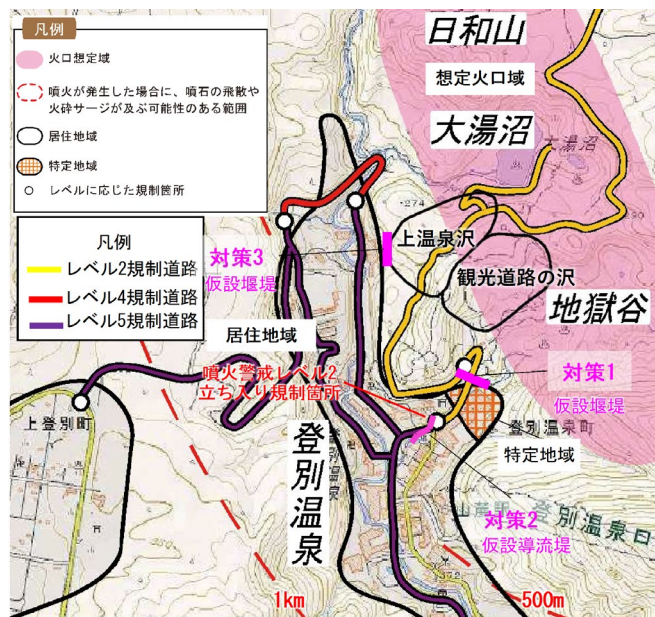 凡例
火口想定域
噴火が発生した場合に、噴石の飛散や
火砕サージが及ぶ可能性のある範囲
居住地域
特定地域
レベルに応じた規制箇所
凡例
レベル2規制道路
レベル4規制道路
レベル5規制道路
日和山
想定火口域
大湯沼
大湯沼
274
上温泉沢
対策3
仮設堰堤
観光道路の沢
地獄谷
居住地域
噴火警戒レベル2
立ち入り規制箇所
対策1
仮設堰堤
上登別町
登別温泉町
特定地域
登別温泉
対策2
仮設導流堤
登別温泉
372
1km
500m